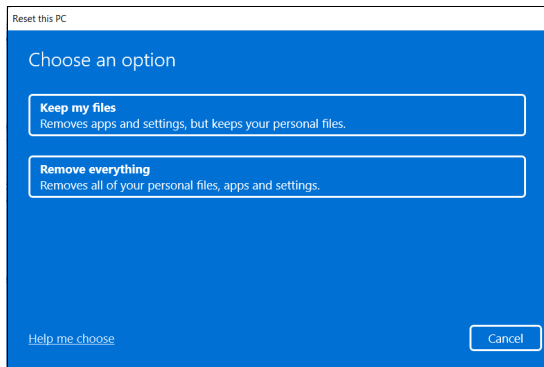 Reset this PC
Choose an option
Keep my files
Removes apps and settings, but keeps your personal files.
Remove everything
Removes all of your personal files, apps and settings.
Help me choose
Cancel